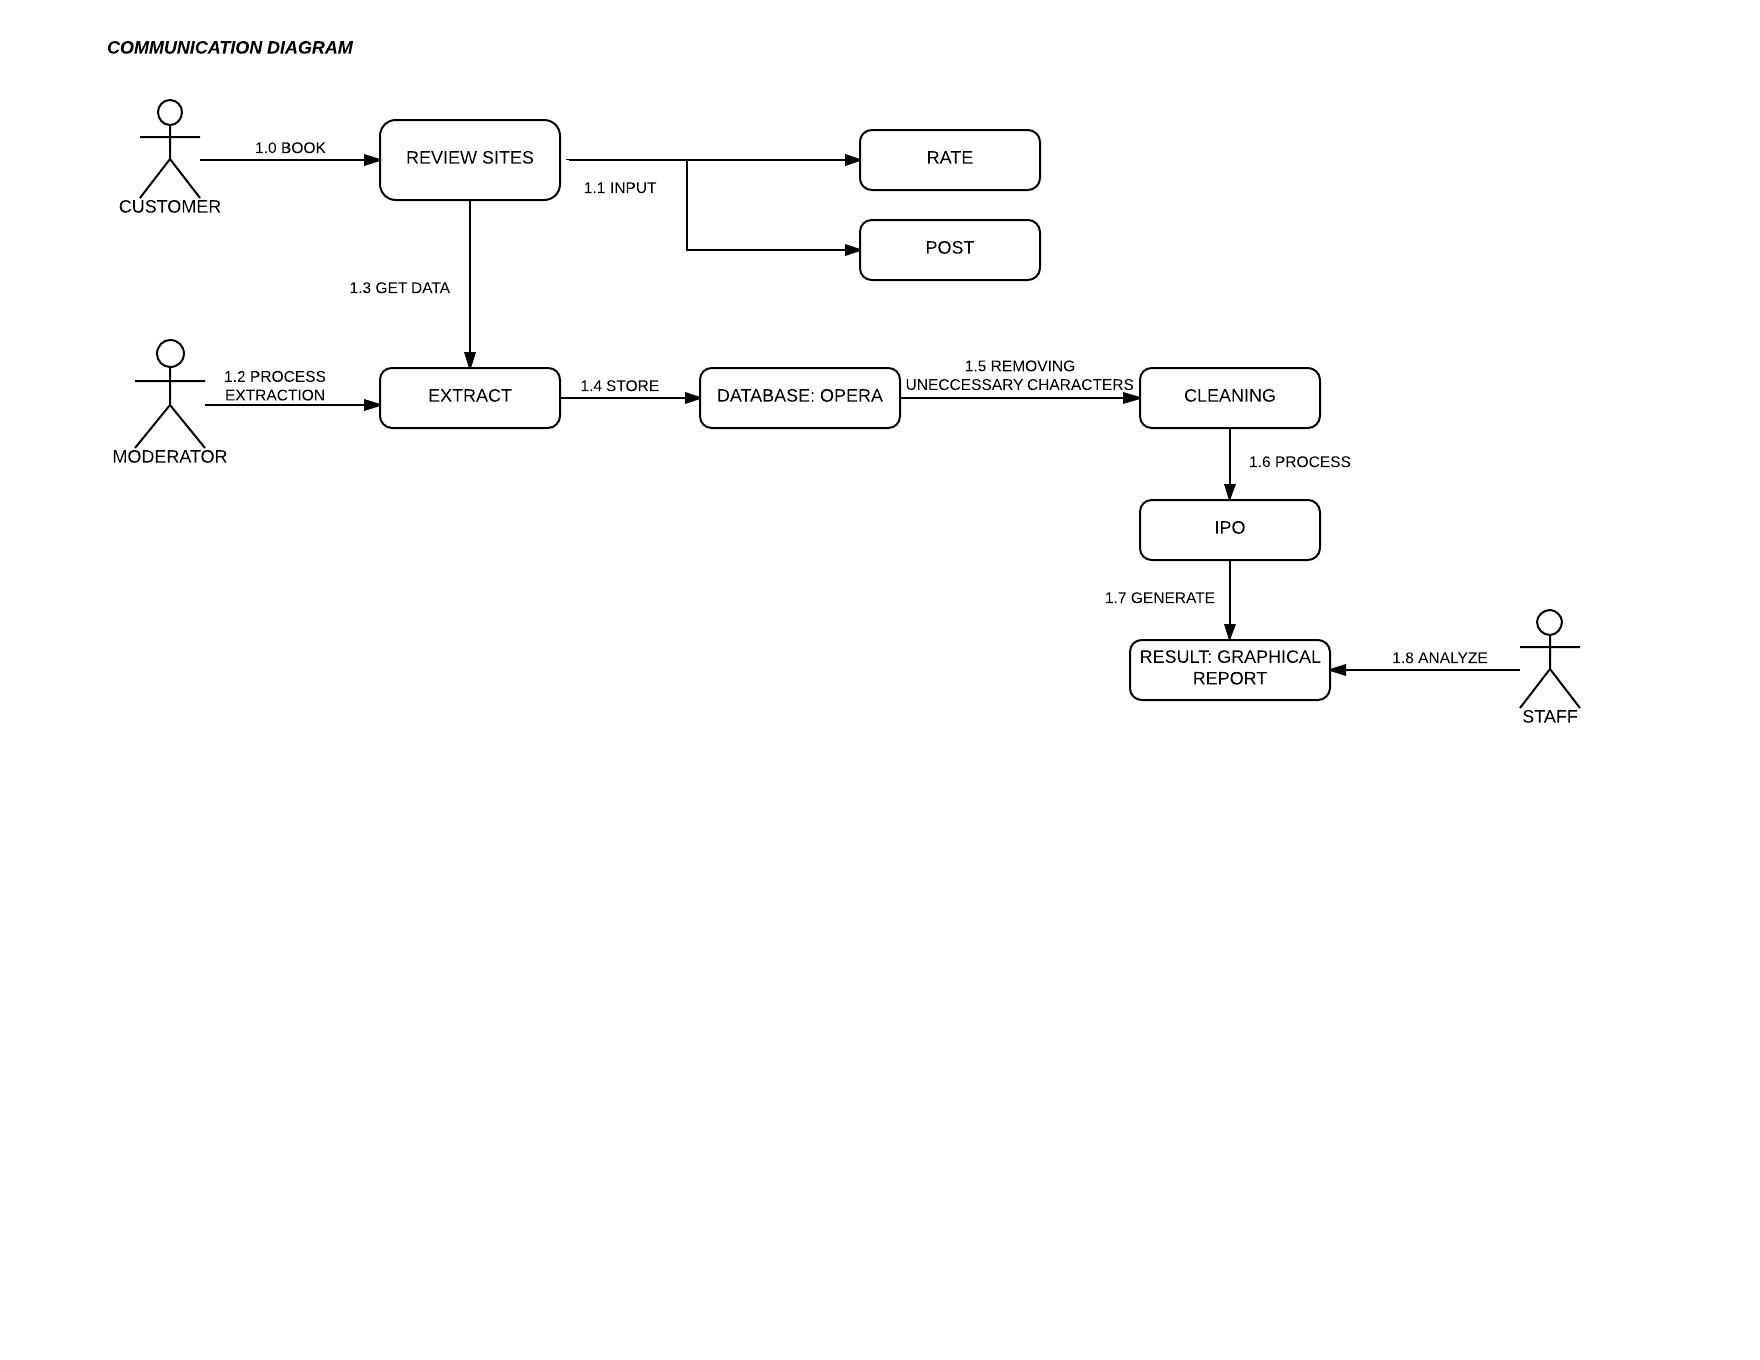 COMMUNICATION DIAGRAM
1.0 BOOK
REVIEW SITES
RATE
1.1 INPUT
CUSTOMER
POST
1.3 GET DATA
1.2 PROCESS
EXTRACTION
EXTRACT
1.4 STORE
DATABASE: OPERA
1.5 REMOVING
UNECCESSARY CHARACTERS
CLEANING
MODERATOR
1.6 PROCESS
IPO
1.7 GENERATE
RESULT: GRAPHICAL
REPORT
1.8 ANALYZE
STAFF